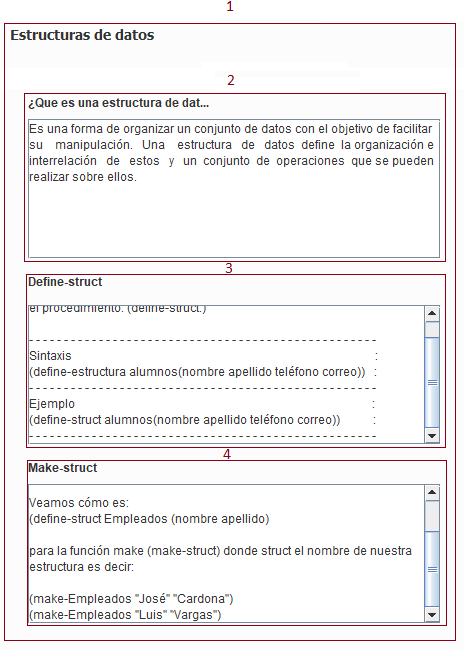 1
Estructuras de datos
2
¿Que es una estructura de dat...
Es una forma de organizar un conjunto de datos con el objetivo de facilitar
su manipulación. Una estructura de datos define la organización e
interrelación de estos y un conjunto de operaciones que se pueden
realizar sobre ellos.
3
Define-struct
el procedimiento: (define-struct.)
- - - - - - - - - - - - - - - - - - - - - - - - - - - - - - - - - - - - - - - - - - - - - - - - - -
Sintaxis :
(define-estructura alumnos(nombre apellido teléfono correo)) :
- - - - - - - - - - - - - - - - - - - - - - - - - - - - - - - - - - - - - - - - - - - - - - - - - -
Ejemplo :
(define-struct alumnos(nombre apellido teléfono correo)) :
- - - - - - - - - - - - - - - - - - - - - - - - - - - - - - - - - - - - - - - - - - - - - - - - - -
4
Make-struct
Veamos cómo es:
(define-struct Empleados (nombre apellido)
para la función make (make-struct) donde struct el nombre de nuestra
estructura es decir:
(make-Empleados "José" "Cardona")
(make-Empleados "Luis" "Vargas")